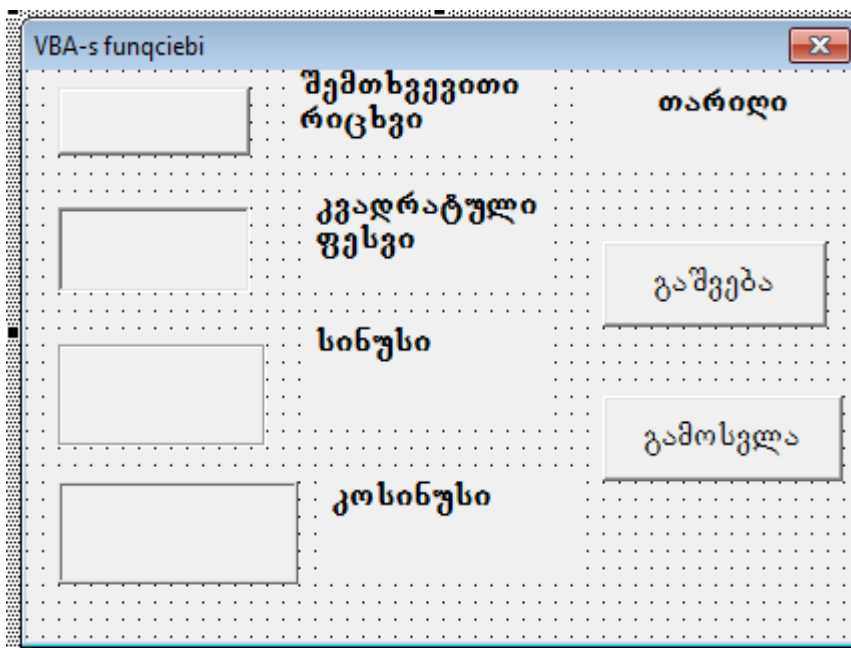 VBA-s funqciebi
შემთხვევითი
რიცხვი
თარიღი
კვადრატული
ფესვი
გაშვება
სინუსი
გამოსვლა
კოსინუსი